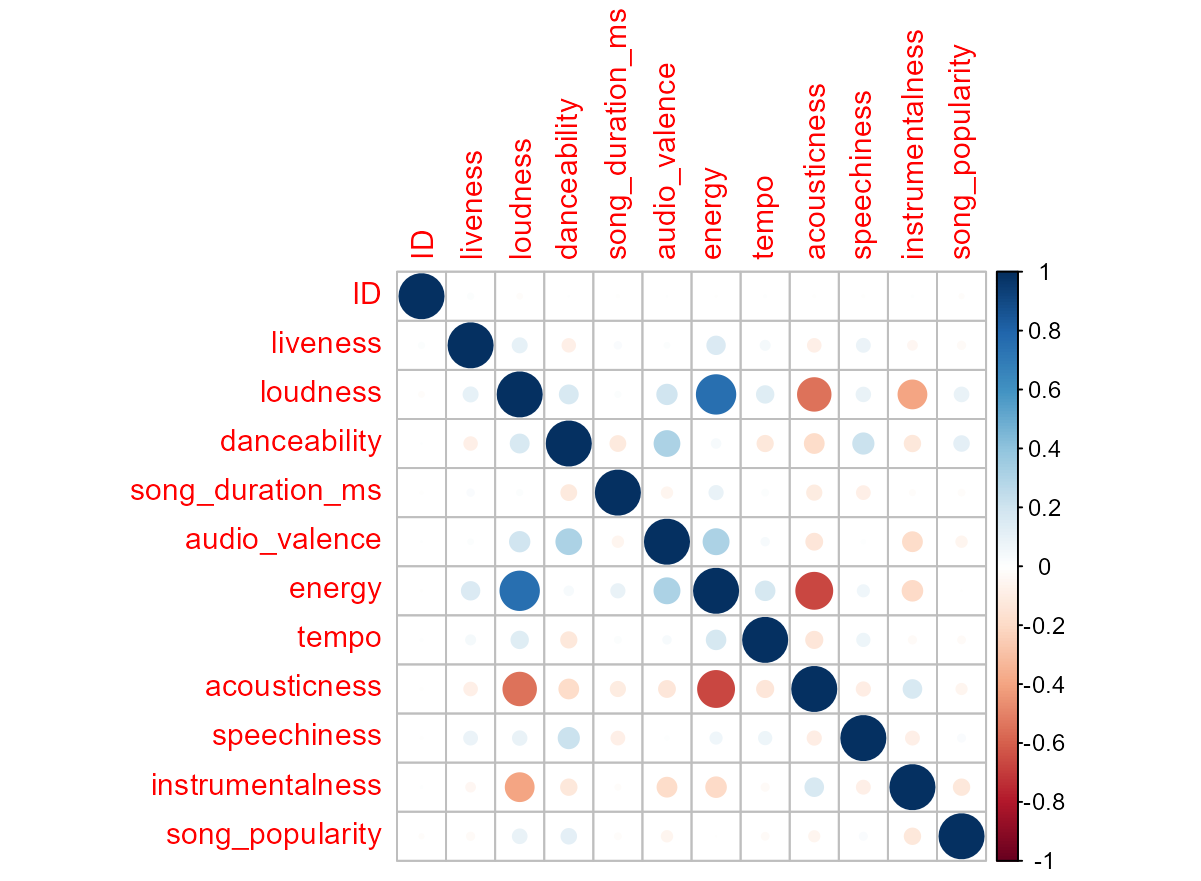 ID
liveness
loudness
danceability
song_duration_ms
audio_valence
energy
tempo
acousticness
speechiness
instrumentalness
song_popularity
ID
liveness
loudness
danceability
song_duration_ms
audio_valence
energy
tempo
acousticness
speechiness
instrumentalness
song_popularity
1
0.8
0.6
0.4
0.2
0
-0.2
-0.4
-0.6
-0.8
-1